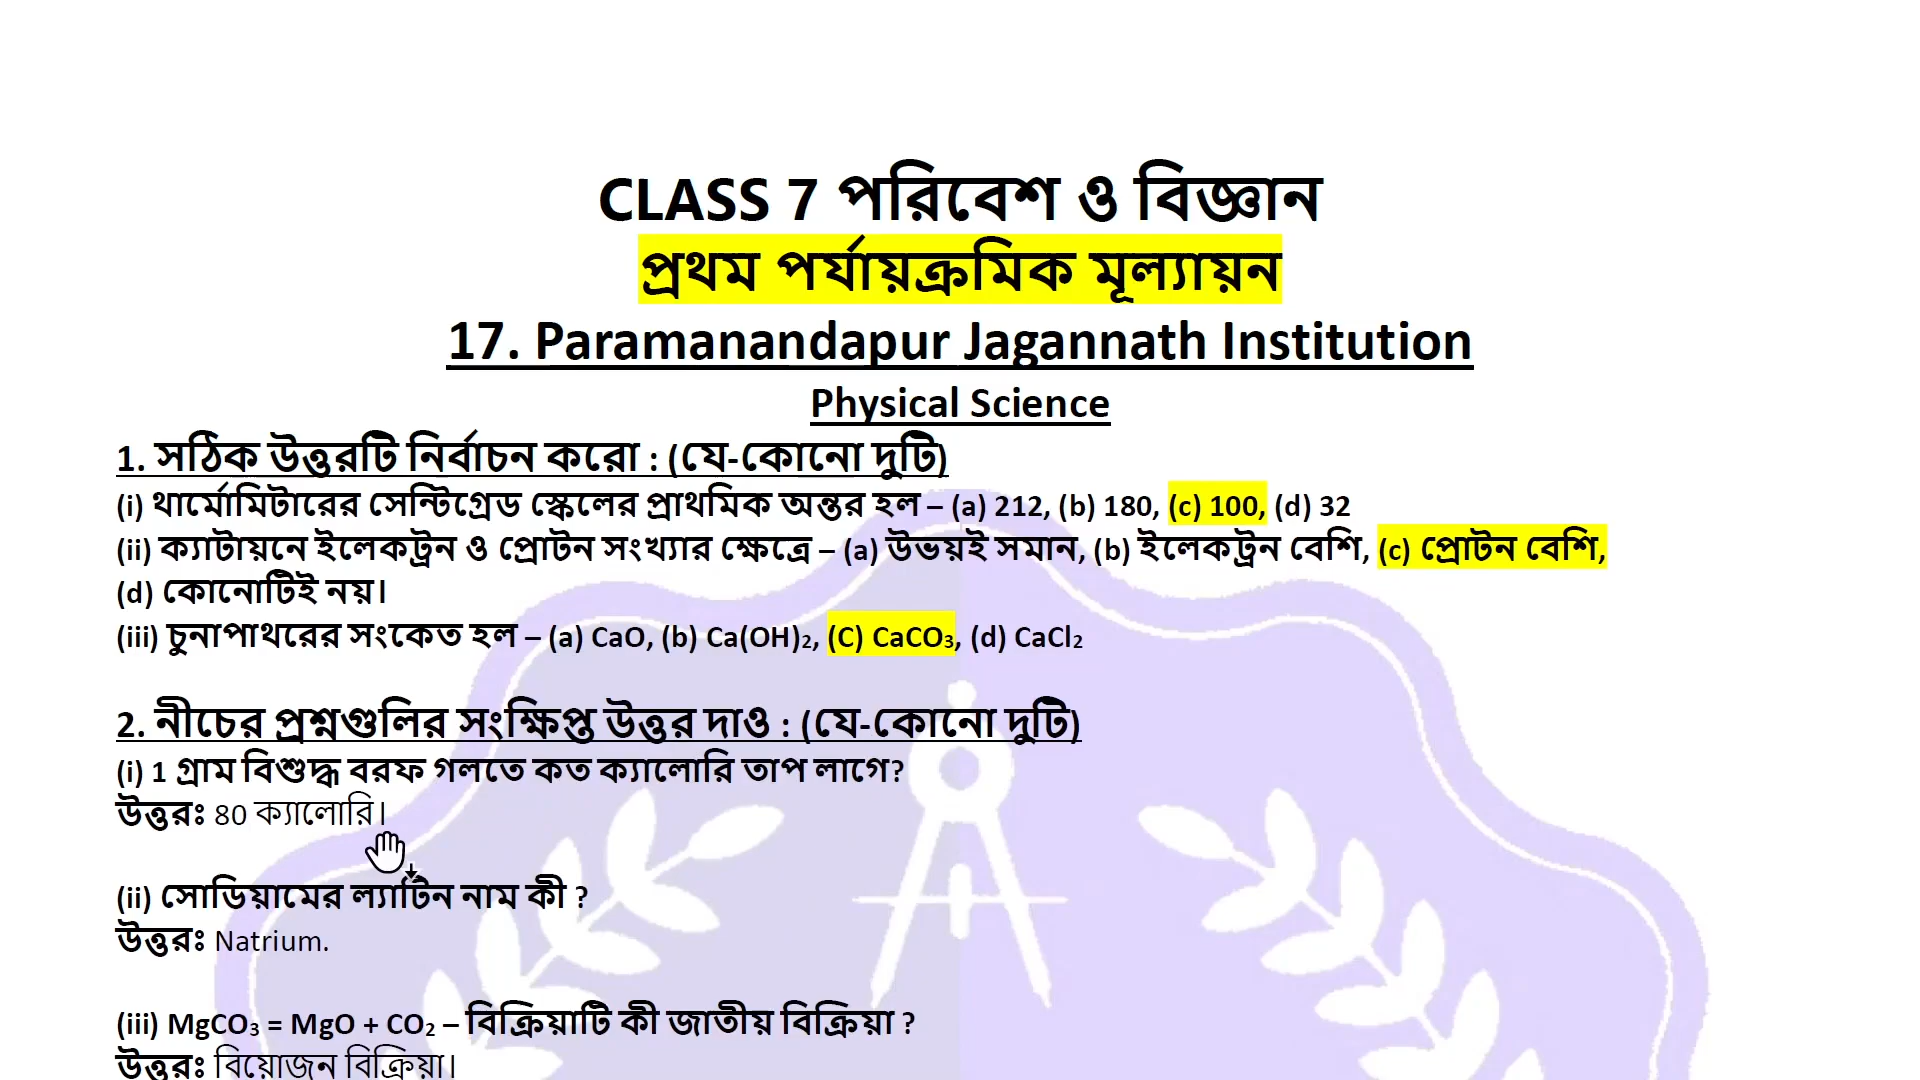 CLASS 7 পরিবেশ ও বিজ্ঞান
প্রথম পর্যায়ক্রমিক মূল্যায়ন
17. Paramanandapur Jagannath Institution
Physical Science
1. সঠিক উত্তরটি নির্বাচন করো : (যে-কোনো দুটি)
(i) থার্মোমিটারের সেন্টিগ্রেড স্কেলের প্রাথমিক অন্তর হল – (a) 212, (b) 180, (c) 100, (d) 32
(ii) ক্যাটায়নে ইলেকট্রন ও প্রোটন সংখ্যার ক্ষেত্রে – (a) উভয়ই সমান, (b) ইলেকট্রন বেশি, (c) প্রোটন বেশি,
(d) কোনোটিই নয়।
(iii) চুনাপাথরের সংকেত হল – (a) CaO, (b) Ca(OH)₂, (C) CaCO₃, (d) CaCl₂
2. নীচের প্রশ্নগুলির সংক্ষিপ্ত উত্তর দাও : (যে-কোনো দুটি)
(i) 1 গ্রাম বিশুদ্ধ বরফ গলতে কত ক্যালোরি তাপ লাগে?
উত্তরঃ 80 ক্যালোরি।
(ii) সোডিয়ামের ল্যাটিন নাম কী ?
উত্তরঃ Natrium.
(iii) MgCO₃ = MgO + CO₂ – বিক্রিয়াটি কী জাতীয় বিক্রিয়া ?
উত্তরঃ বিয়োজন বিক্রিয়া।